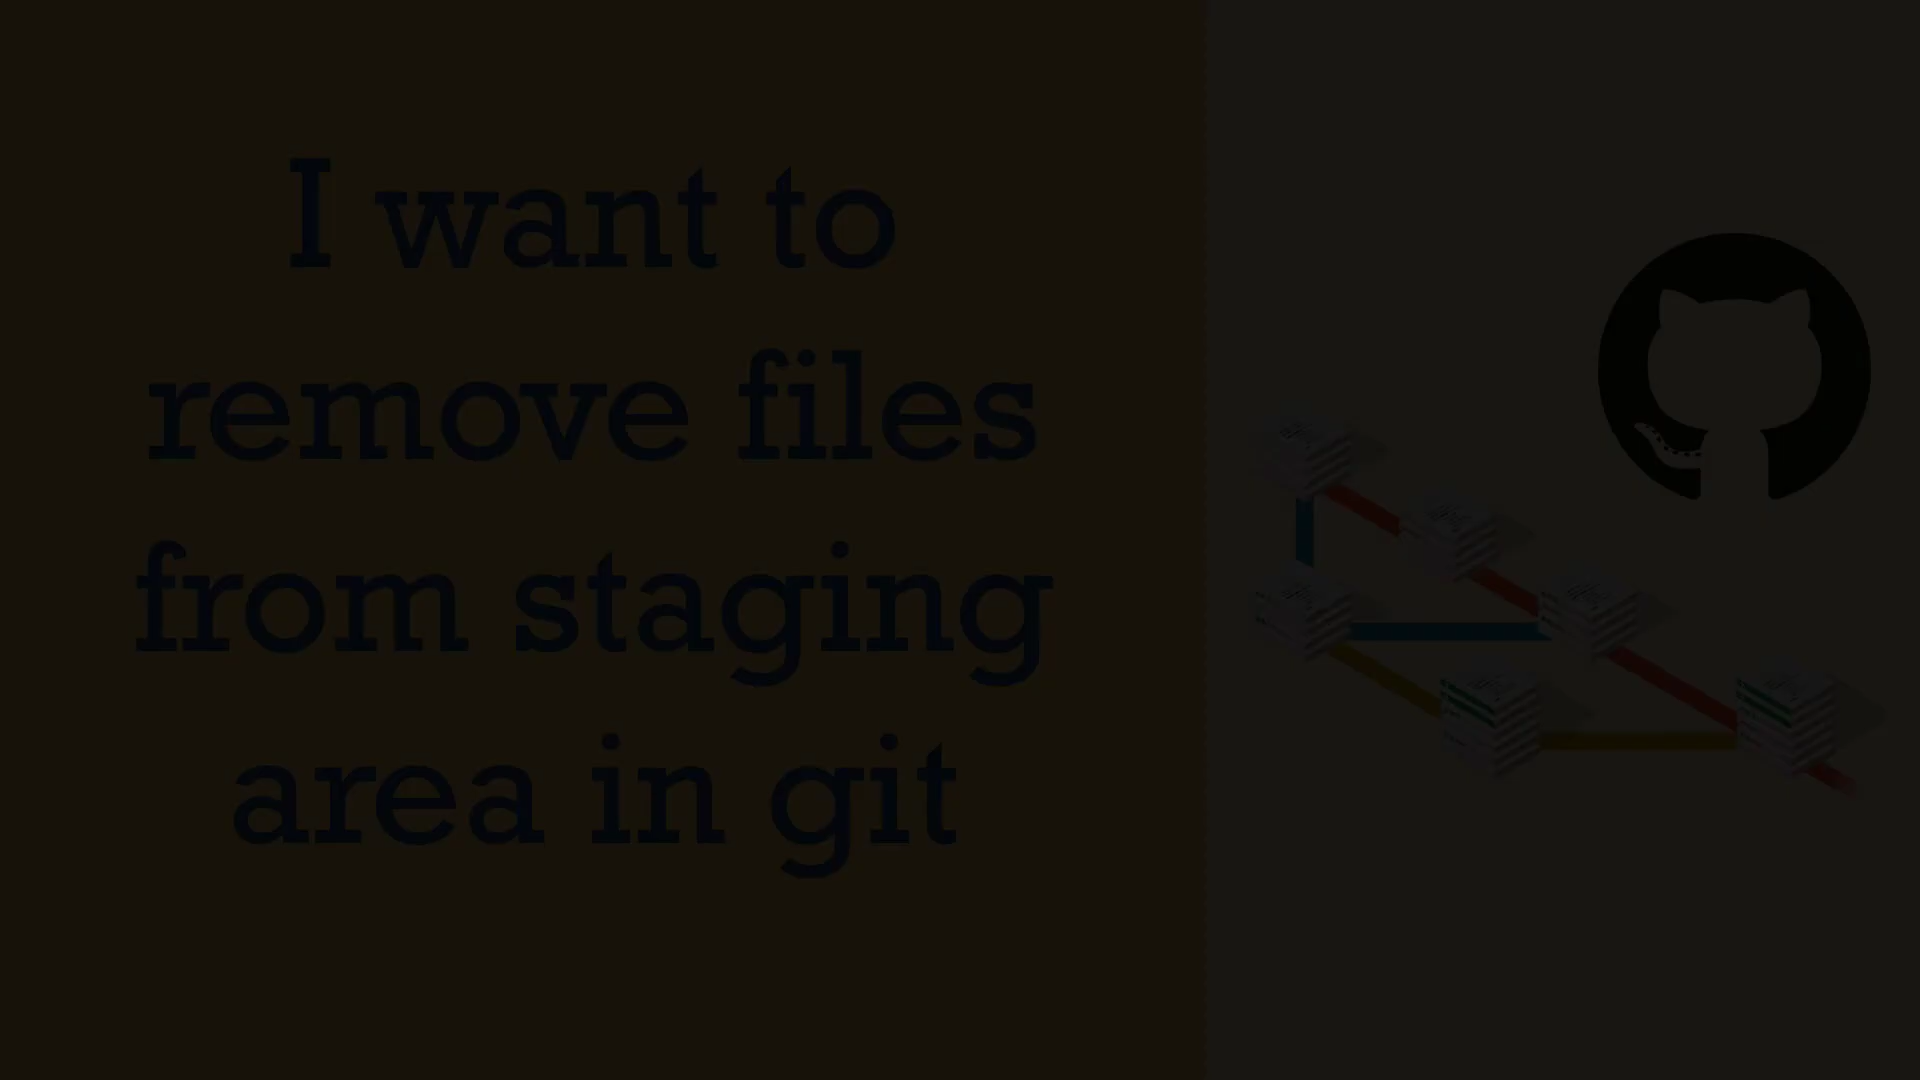 I want to
remove files
from staging
area in git